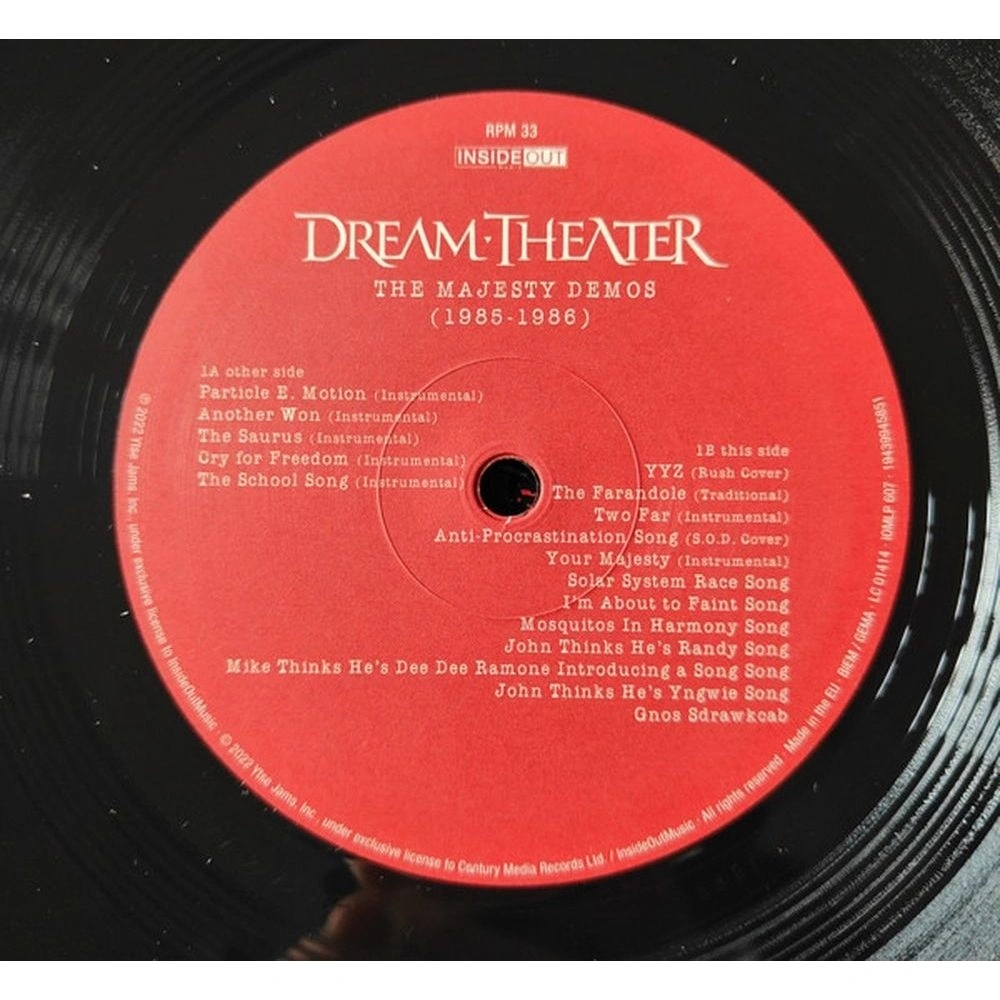 RPM 33
INSIDEOUT
MUSIC
DREAM·THEATER
THE MAJESTY DEMOS
(1985-1986)
1A other side
Particle E. Motion (Instrumental)
Another Won (Instrumental)
The Saurus (Instrumental)
Cry for Freedom (Instrumental)
The School Song (Instrumental)
1B this side
YYZ (Rush Cover)
The Farandole (Traditional)
Two Far (Instrumental)
Anti-Procrastination Song (S.O.D. Cover)
Your Majesty (Instrumental)
Solar System Race Song
I'm About to Faint Song
Mosquitos In Harmony Song
John Thinks He's Randy Song
Mike Thinks He's Dee Dee Ramone Introducing a Song Song
John Thinks He's Yngwie Song
Gnos Sdrawkcab
℗ 2022 Ytse Jams, Inc. under exclusive license to InsideOutMusic · © 2022 Ytse Jams, Inc. under exclusive license to Century Media Records Ltd. / InsideOutMusic · All rights reserved · Made in the EU · BIEM / GEMA · LC 01414 IOMLP 607 19439945851